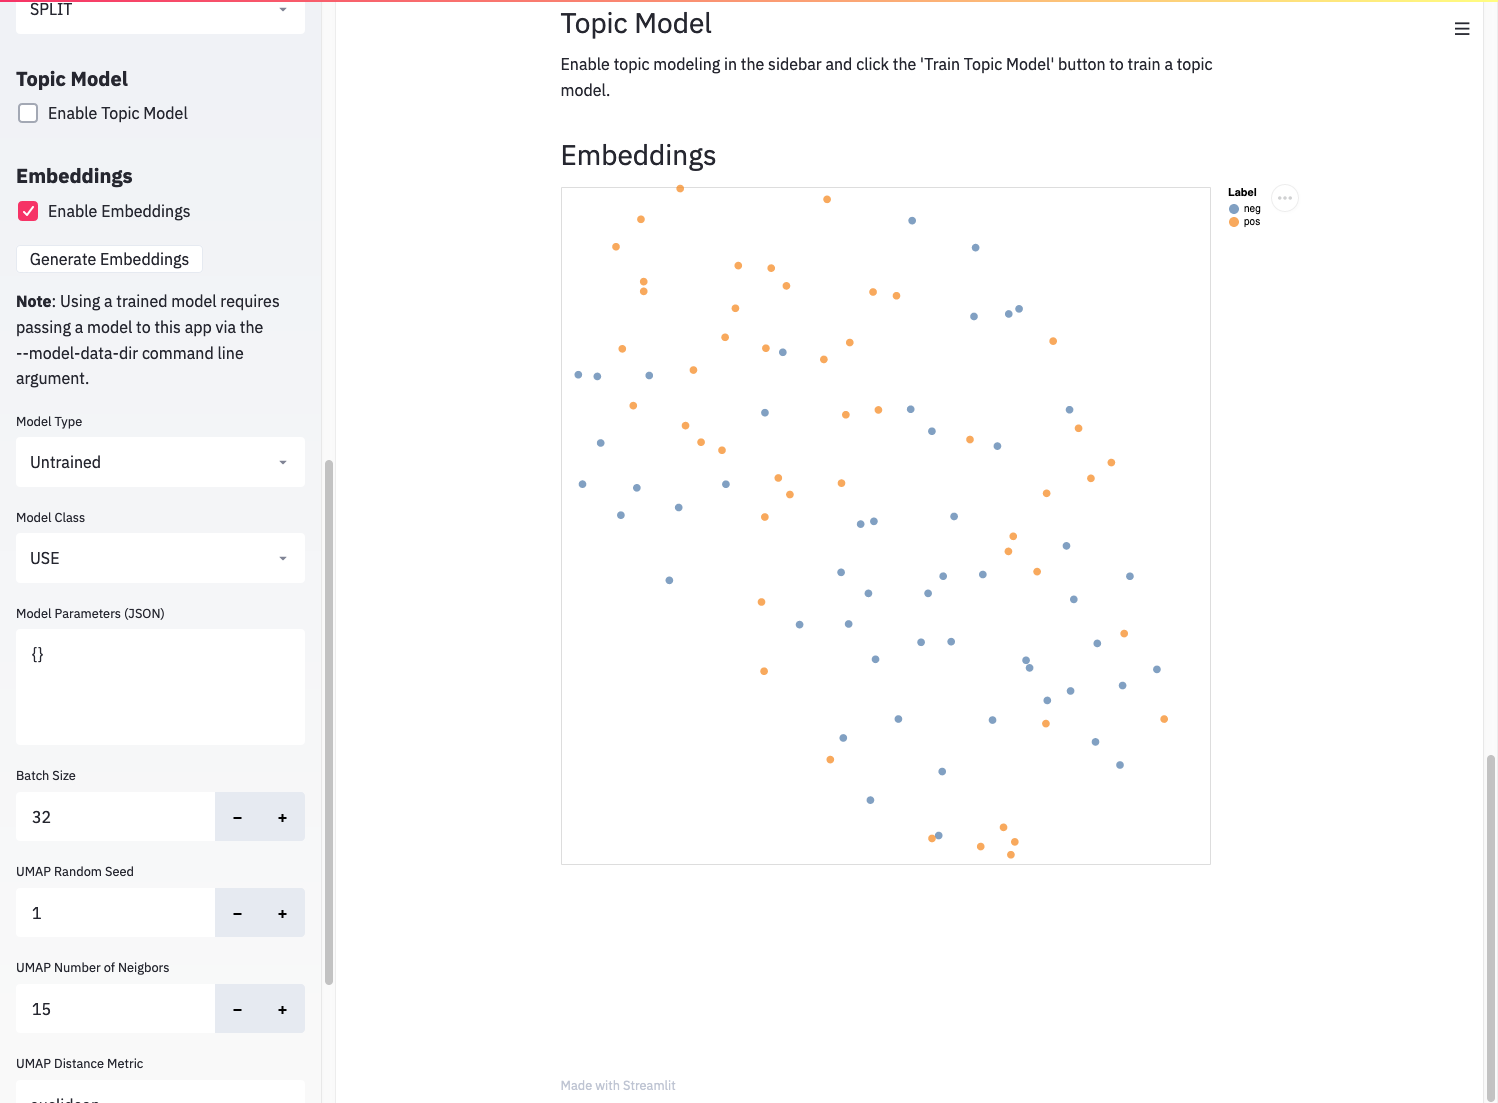 SPLIT
Topic Model
Enable Topic Model
Embeddings
Enable Embeddings
Generate Embeddings
Note: Using a trained model requires
passing a model to this app via the
--model-data-dir command line
argument.
Model Type
Untrained
Model Class
USE
Model Parameters (JSON)
{}
Batch Size
32
UMAP Random Seed
1
UMAP Number of Neigbors
15
UMAP Distance Metric
euclidean
Topic Model
Enable topic modeling in the sidebar and click the 'Train Topic Model' button to train a topic
model.
Embeddings
Label
neg
pos
Made with Streamlit